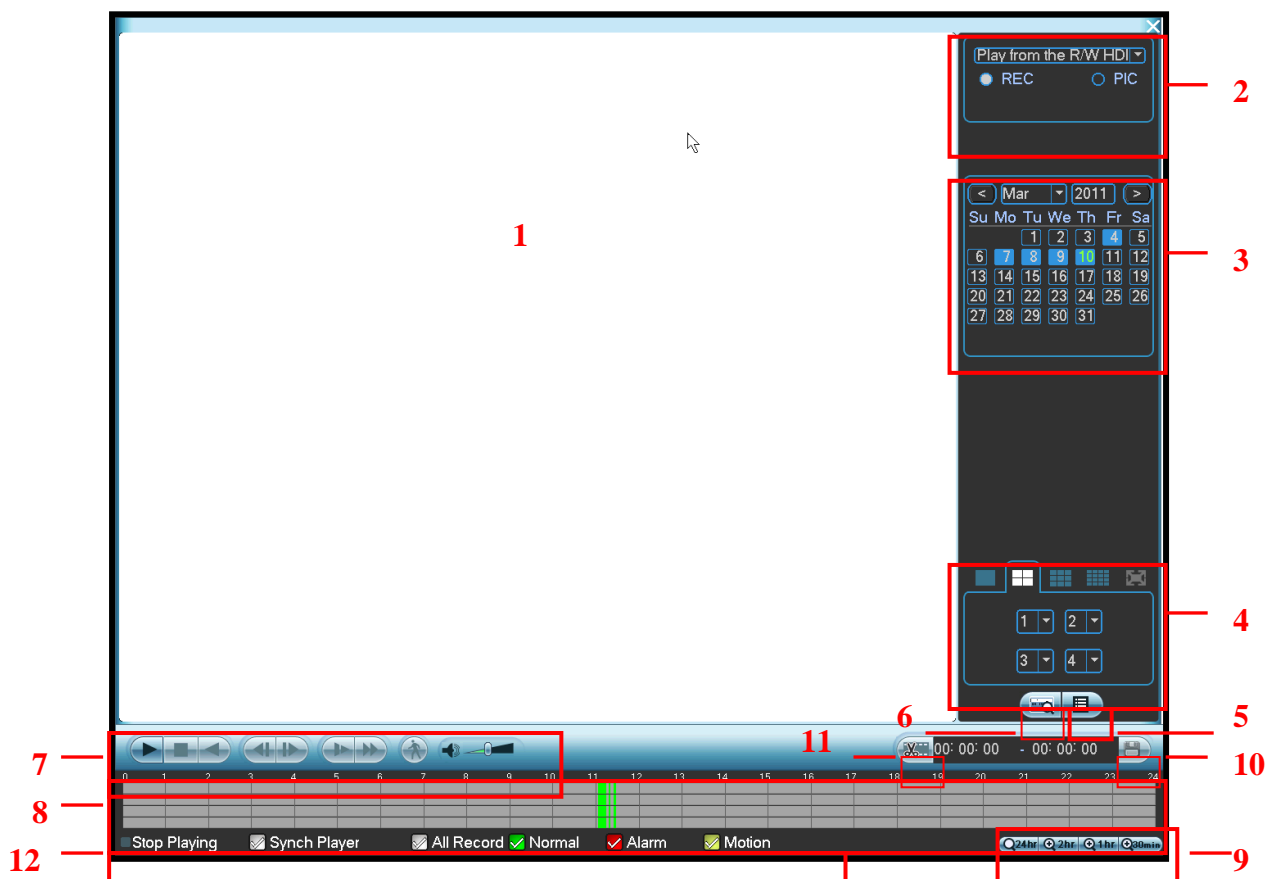 Play from the R/W HDI
REC PIC
2
< Mar 2011 >
Su Mo Tu We Th Fr Sa
1 2 3 4 5
6 7 8 9 10 11 12
13 14 15 16 17 18 19
20 21 22 23 24 25 26
27 28 29 30 31
3
1
1 2
3 4
4
6
5
11
00: 00: 00 - 00: 00: 00
7
10
0 1 2 3 4 5 6 7 8 9 10 11 12 13 14 15 16 17 18 19 20 21 22 23 24
8
Stop Playing Synch Player All Record Normal Alarm Motion
24hr 2hr 1hr 30min
12
9